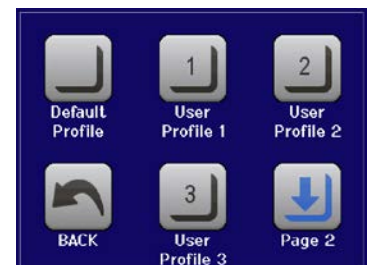 1
2
Default
Profile
User
Profile 1
User
Profile 2
3
BACK
User
Profile 3
Page 2